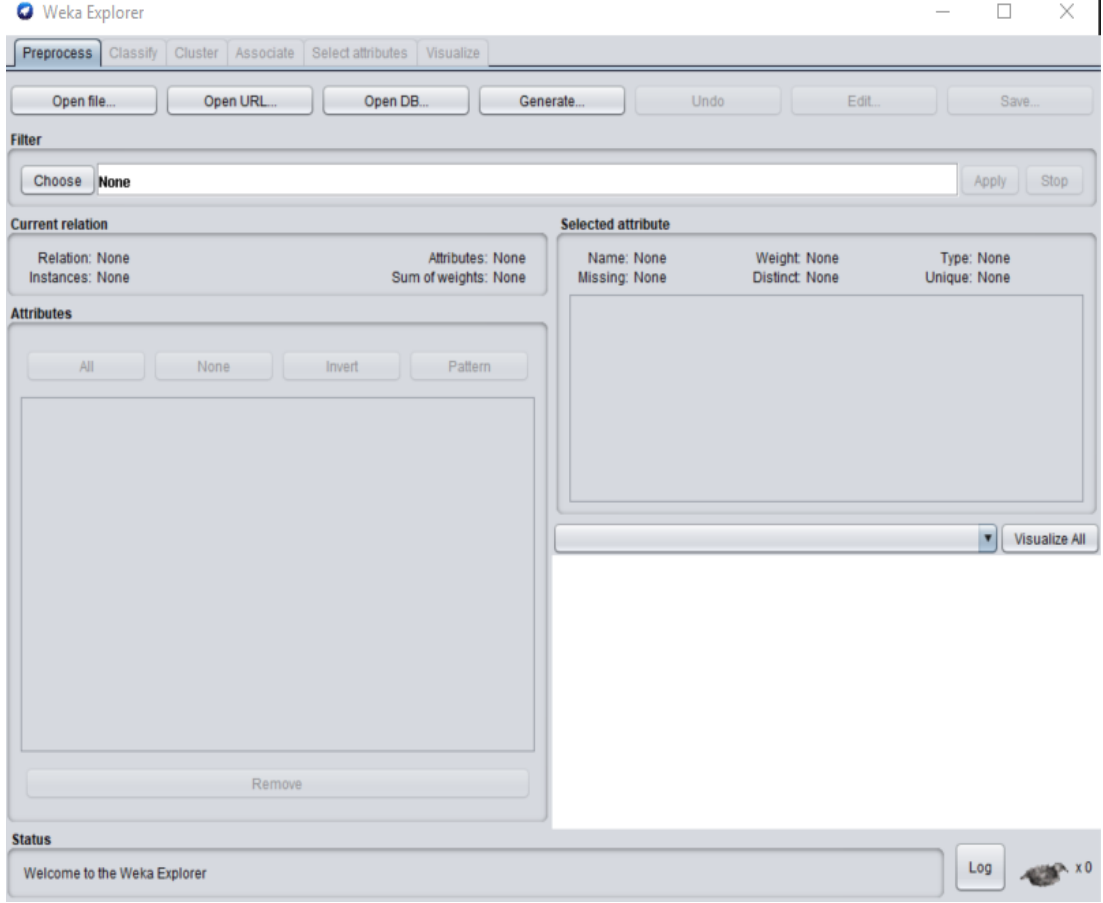 Weka Explorer
Preprocess Classify Cluster Associate Select attributes Visualize
Open file... Open URL... Open DB... Generate... Undo Edit... Save...
Filter
Choose None Apply Stop
Current relation
Relation: None Attributes: None
Instances: None Sum of weights: None
Attributes
All None Invert Pattern
Remove
Selected attribute
Name: None Weight: None Type: None
Missing: None Distinct: None Unique: None
Visualize All
Status
Welcome to the Weka Explorer
Log x 0